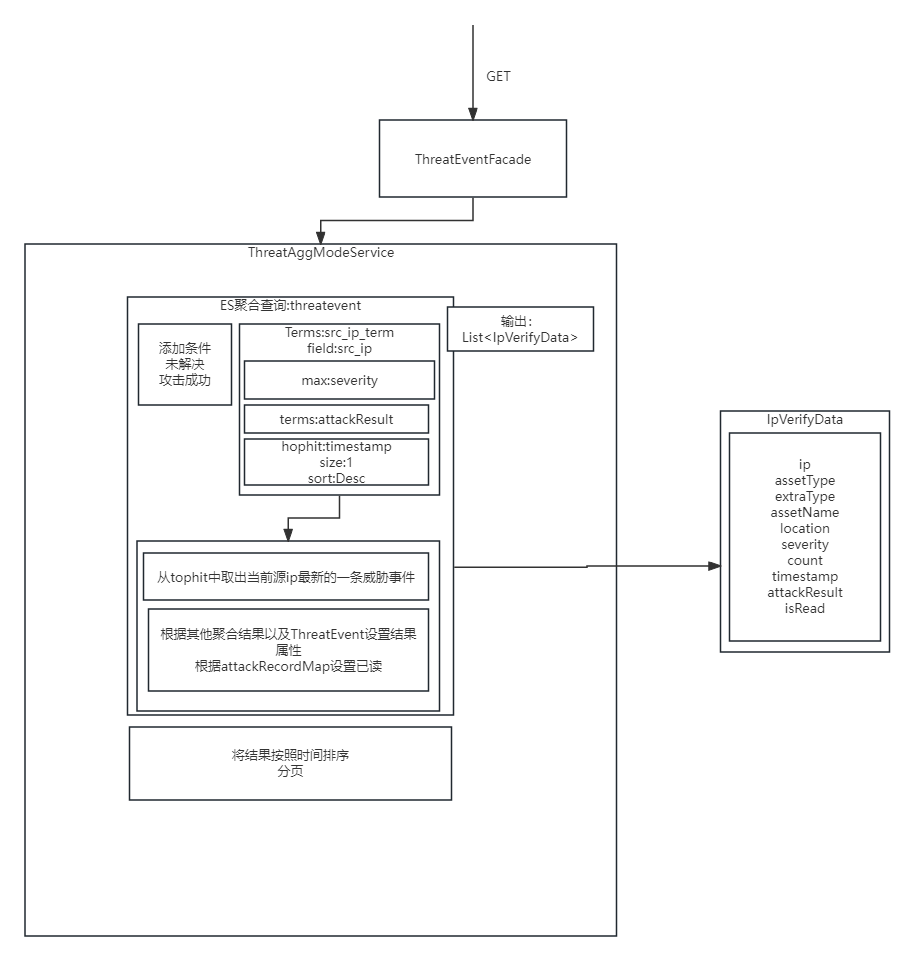 GET
ThreatEventFacade
ThreatAggModeService
ES聚合查询:threatevent
添加条件
未解决
攻击成功
Terms:src_ip_term
field:src_ip
max:severity
terms:attackResult
hophit:timestamp
size:1
sort:Desc
输出：
List<IpVerifyData>
从tophit中取出当前源ip最新的一条威胁事件
根据其他聚合结果以及ThreatEvent设置结果
属性
根据attackRecordMap设置已读
将结果按照时间排序
分页
IpVerifyData
ip
assetType
extraType
assetName
location
severity
count
timestamp
attackResult
isRead